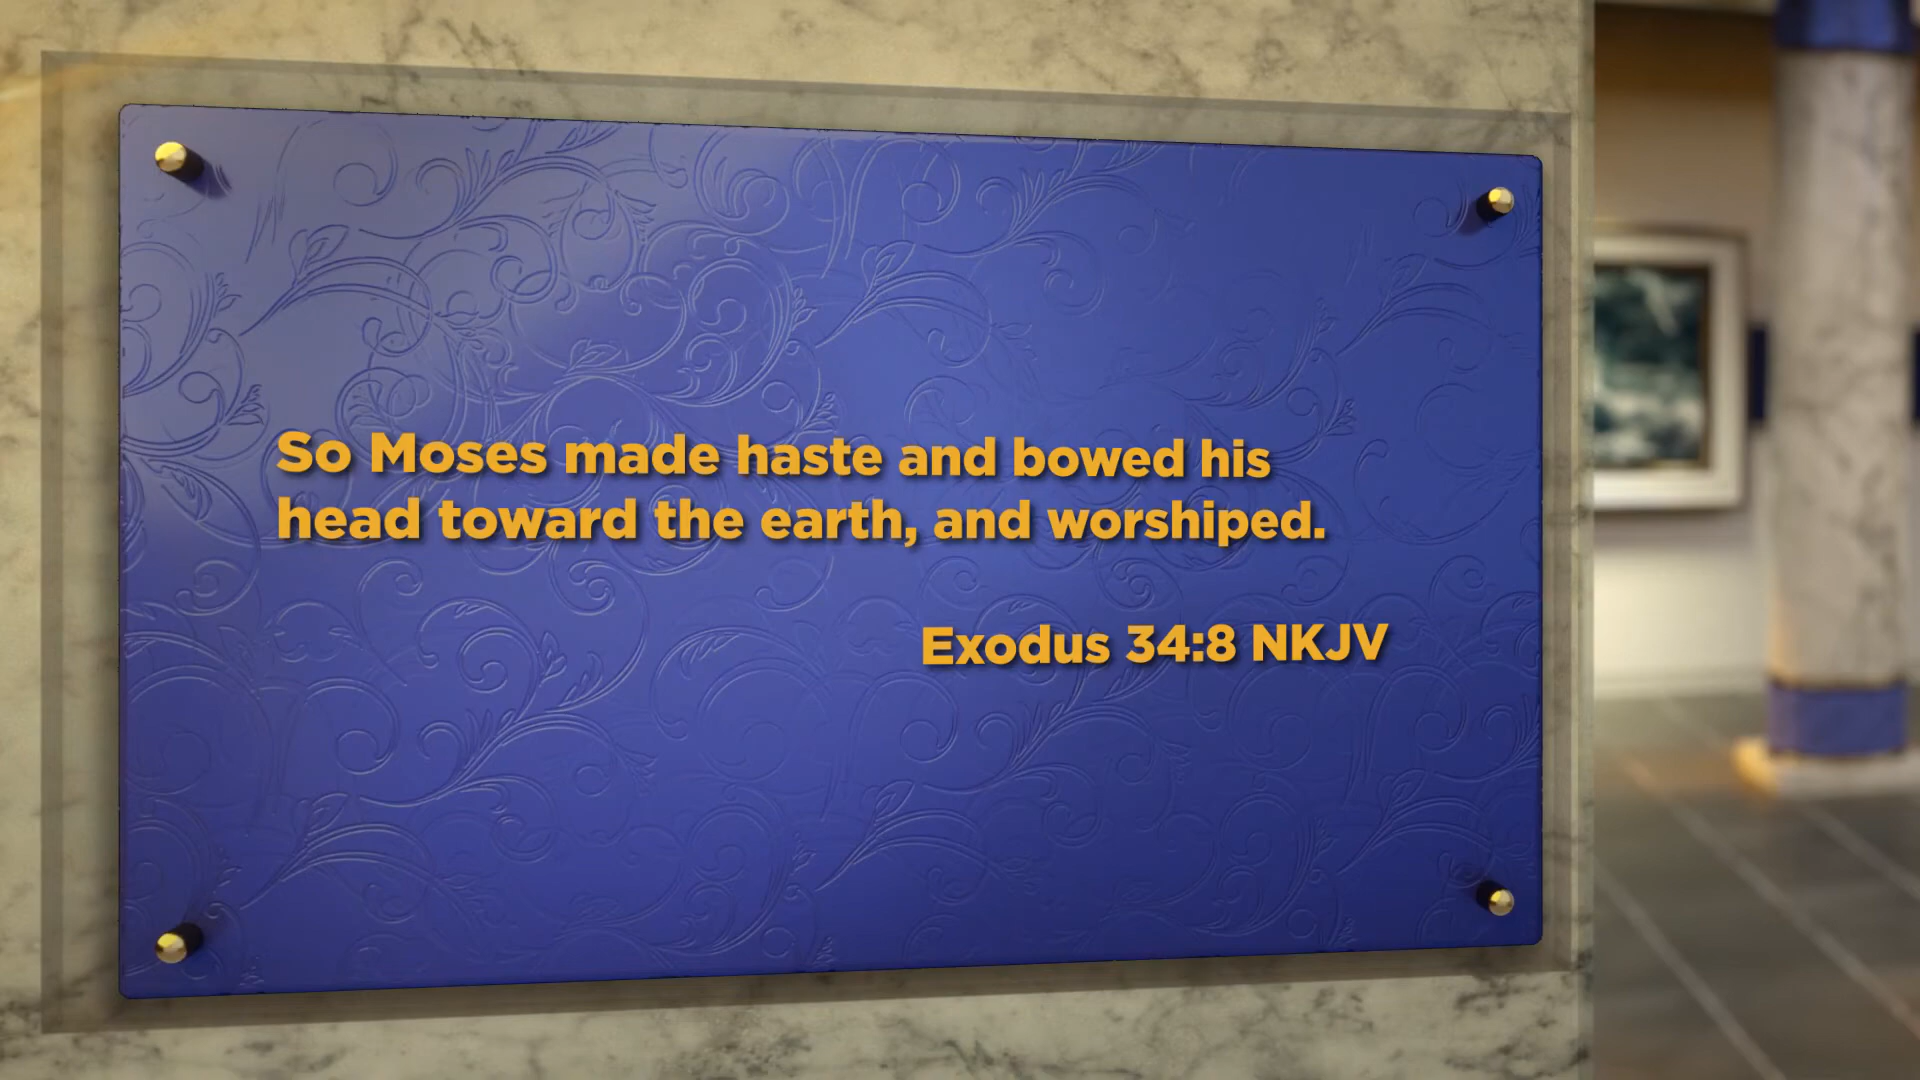 So Moses made haste and bowed his
head toward the earth, and worshiped.
Exodus 34:8 NKJV